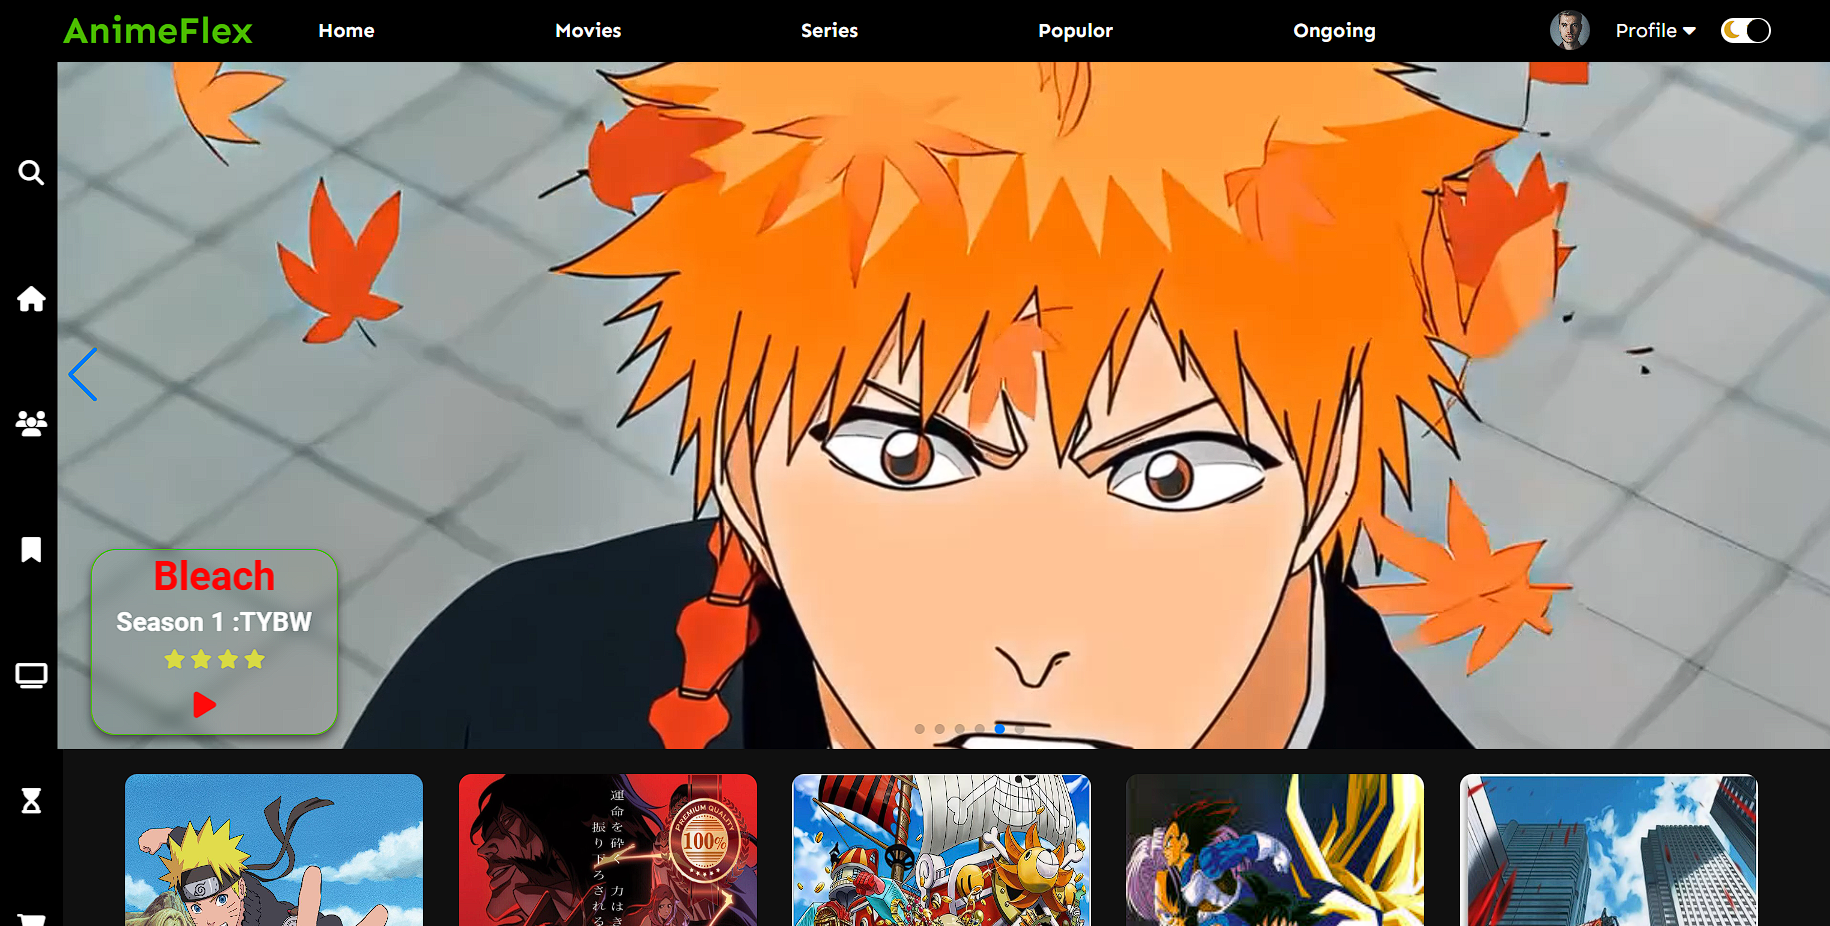 AnimeFlex
Home
Movies
Series
Populor
Ongoing
Profile
Bleach
Season 1 :TYBW
運命を砕く
振り下ろされる
力はき
PREMIUM QUALITY
100%